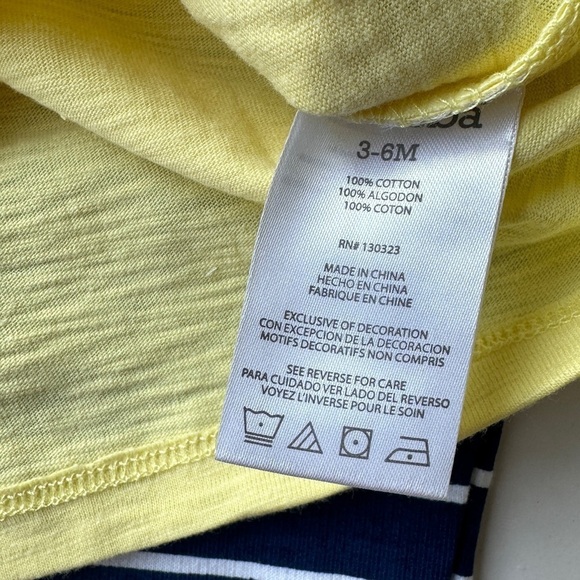 3-6M
100% COTTON
100% ALGODON
100% COTON
RN# 130323
MADE IN CHINA
HECHO EN CHINA
FABRIQUE EN CHINE
EXCLUSIVE OF DECORATION
CON EXCEPCION DE LA DECORACION
MOTIFS DECORATIFS NON COMPRIS
SEE REVERSE FOR CARE
PARA CUIDADO VER LADO DEL REVERSO
VOYEZ L'INVERSE POUR LE SOIN